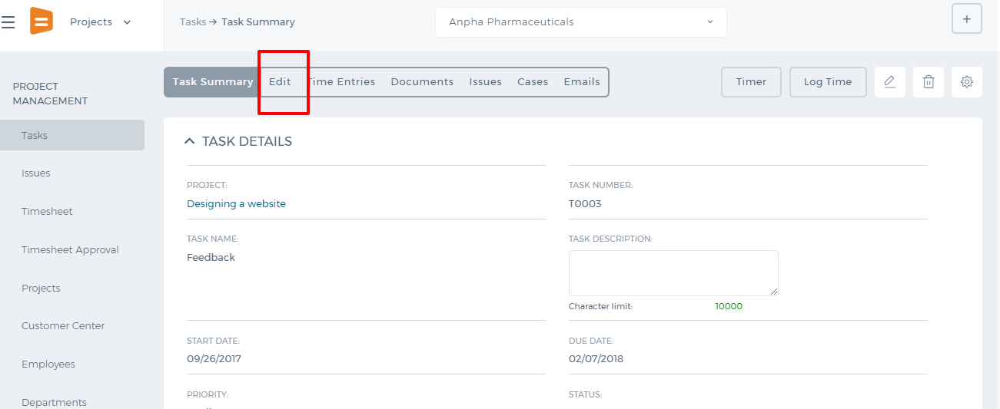 Projects
Tasks → Task Summary
Anpha Pharmaceuticals
+
PROJECT
MANAGEMENT
Tasks
Issues
Timesheet
Timesheet Approval
Projects
Customer Center
Employees
Departments
Task Summary Edit Time Entries Documents Issues Cases Emails
Timer Log Time
TASK DETAILS
PROJECT:
Designing a website
TASK NUMBER:
T0003
TASK NAME:
Feedback
TASK DESCRIPTION:
Character limit: 10000
START DATE:
09/26/2017
DUE DATE:
02/07/2018
PRIORITY:
STATUS: